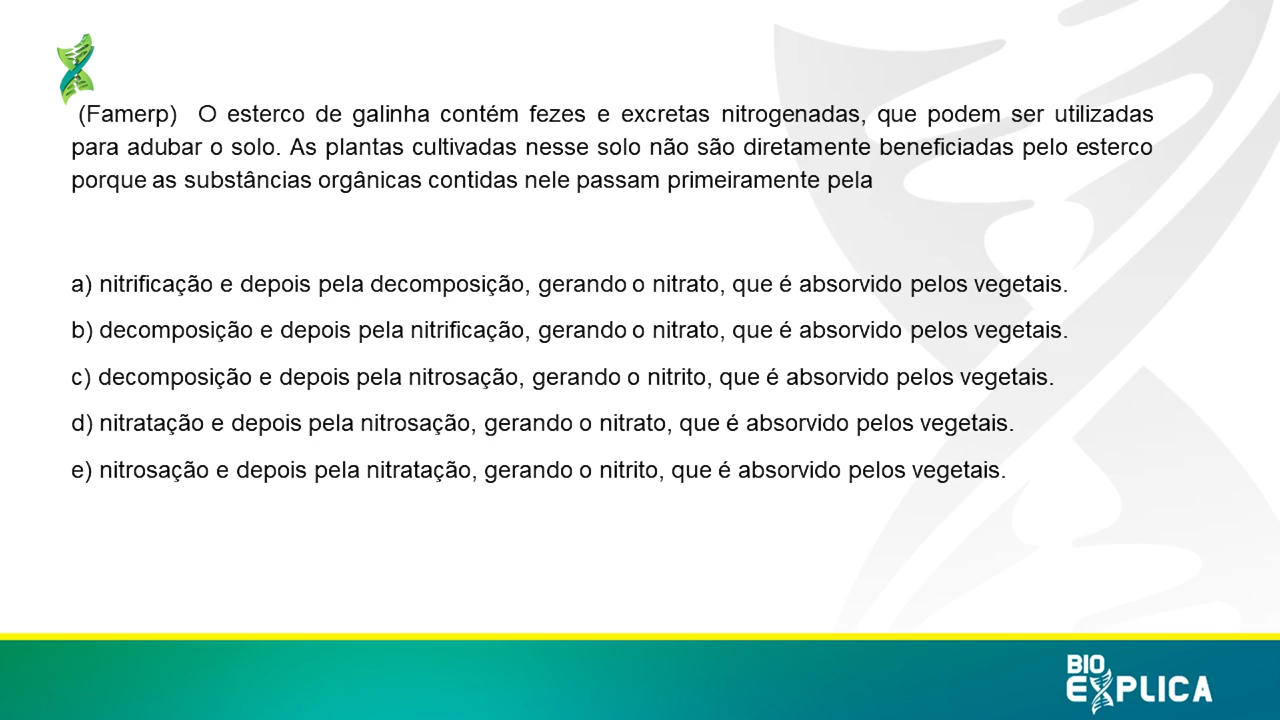 (Famerp) O esterco de galinha contém fezes e excretas nitrogenadas, que podem ser utilizadas
para adubar o solo. As plantas cultivadas nesse solo não são diretamente beneficiadas pelo esterco
porque as substâncias orgânicas contidas nele passam primeiramente pela
a) nitrificação e depois pela decomposição, gerando o nitrato, que é absorvido pelos vegetais.
b) decomposição e depois pela nitrificação, gerando o nitrato, que é absorvido pelos vegetais.
c) decomposição e depois pela nitrosação, gerando o nitrito, que é absorvido pelos vegetais.
d) nitratação e depois pela nitrosação, gerando o nitrato, que é absorvido pelos vegetais.
e) nitrosação e depois pela nitratação, gerando o nitrito, que é absorvido pelos vegetais.
BIO
EXPLICA